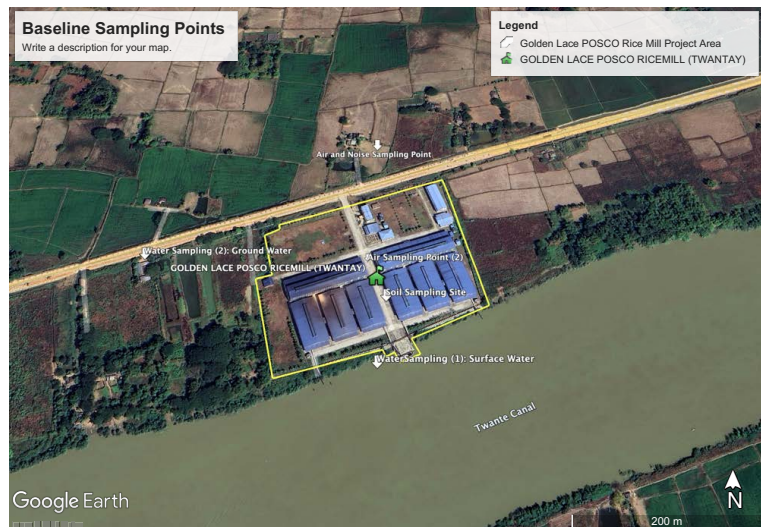 Baseline Sampling Points
Write a description for your map.
Legend
Golden Lace POSCO Rice Mill Project Area
GOLDEN LACE POSCO RICEMILL (TWANTAY)
Air and Noise Sampling Point
Water Sampling (2): Ground Water
Air Sampling Point (2)
GOLDEN LACE POSCO RICEMILL (TWANTAY)
Soil Sampling Site
WaterSampling (1): Surface Water
Twante Canal
Google Earth
N
200 m